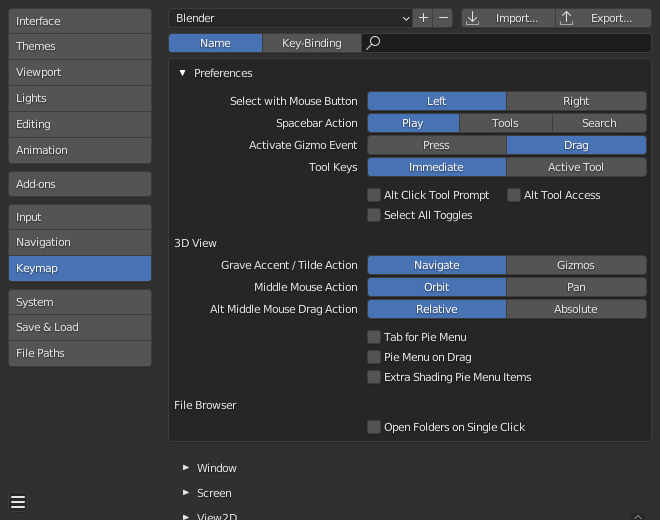 Interface
Themes
Viewport
Lights
Editing
Animation
Add-ons
Input
Navigation
Keymap
System
Save & Load
File Paths
Blender + − Import... Export...
Name Key-Binding
Preferences
Select with Mouse Button Left Right
Spacebar Action Play Tools Search
Activate Gizmo Event Press Drag
Tool Keys Immediate Active Tool
Alt Click Tool Prompt Alt Tool Access
Select All Toggles
3D View
Grave Accent / Tilde Action Navigate Gizmos
Middle Mouse Action Orbit Pan
Alt Middle Mouse Drag Action Relative Absolute
Tab for Pie Menu
Pie Menu on Drag
Extra Shading Pie Menu Items
File Browser
Open Folders on Single Click
Window
Screen
View2D